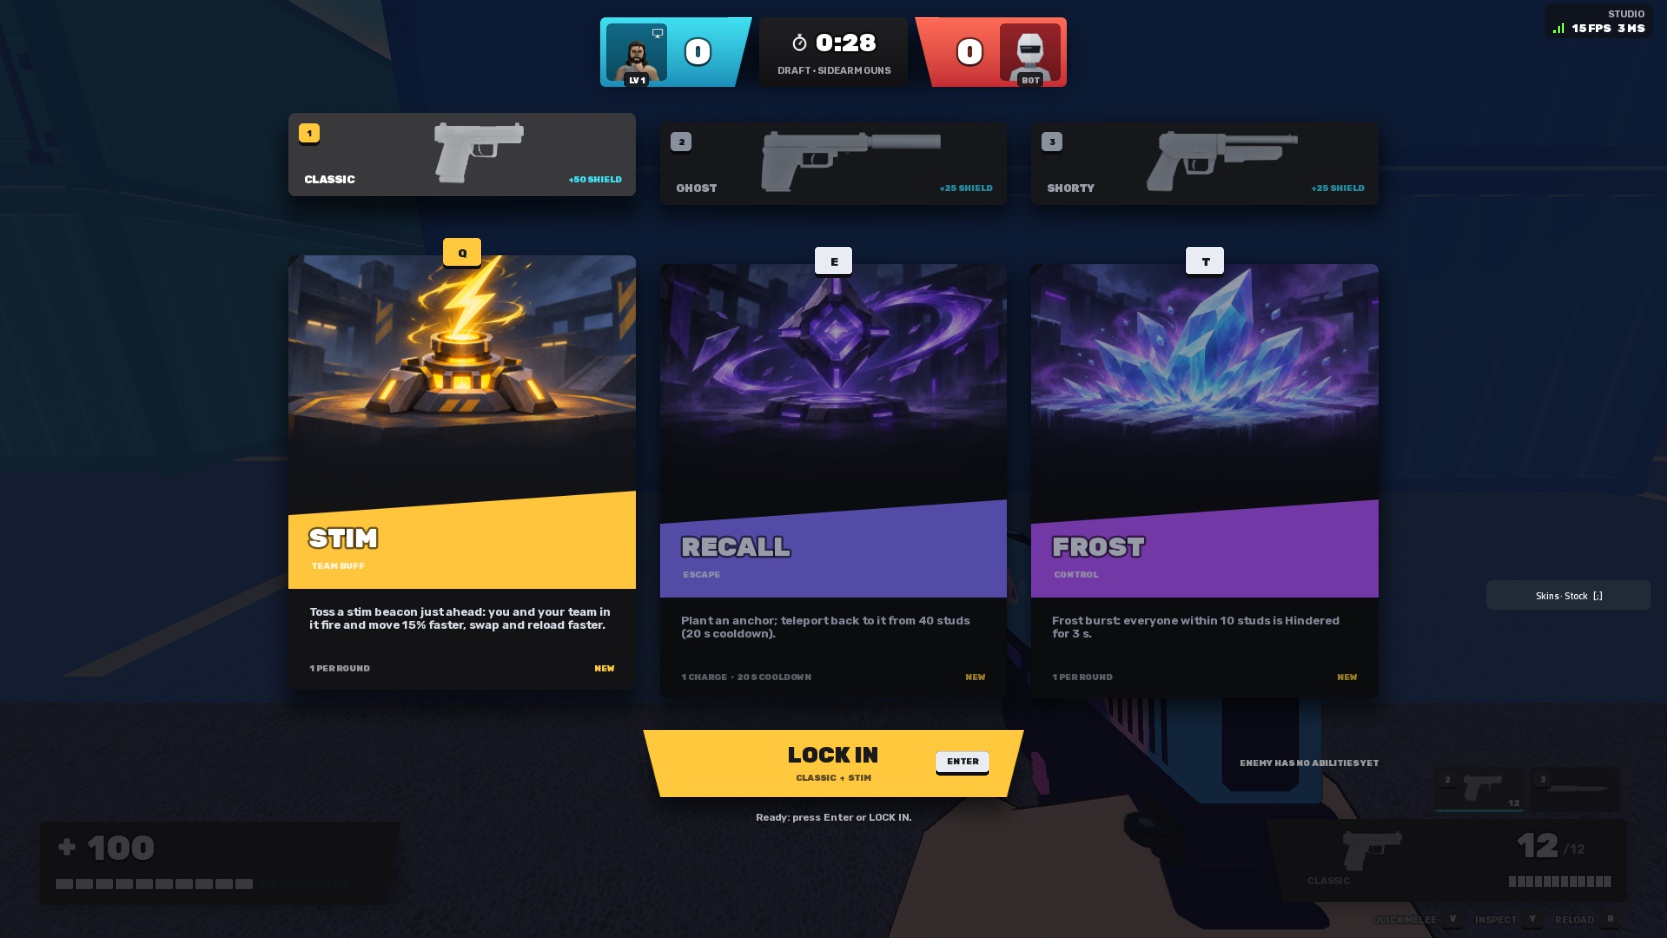 STUDIO
15 FPS 3 MS
LV 1
0
0:28
DRAFT · SIDEARM GUNS
0
BOT
1
CLASSIC
+50 SHIELD
2
GHOST
+25 SHIELD
3
SHORTY
+25 SHIELD
Q
STIM
TEAM BUFF
Toss a stim beacon just ahead: you and your team in
it fire and move 15% faster, swap and reload faster.
1 PER ROUND
NEW
E
RECALL
ESCAPE
Plant an anchor; teleport back to it from 40 studs
(20 s cooldown).
1 CHARGE · 20 S COOLDOWN
NEW
T
FROST
CONTROL
Frost burst: everyone within 10 studs is Hindered
for 3 s.
1 PER ROUND
NEW
Skins · Stock [;]
LOCK IN
CLASSIC + STIM
ENTER
Ready: press Enter or LOCK IN.
ENEMY HAS NO ABILITIES YET
2
12
3
+ 100
CLASSIC
12 /12
QUICK MELEE V INSPECT Y RELOAD R